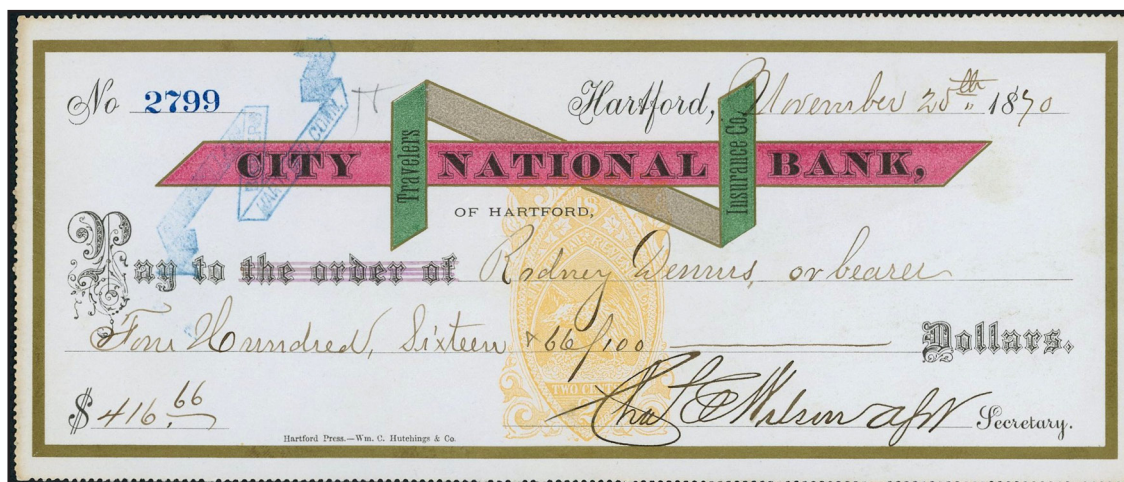 No 2799
Hartford, November 25th 1870
CITY NATIONAL BANK,
Travelers Insurance Co.
OF HARTFORD,
Pay to the order of Rodney Dennis, or bearer
Four Hundred, Sixteen & 66/100 Dollars.
TWO CENTS
$ 416.66
Chas E Wilson Secretary.
Hartford Press.—Wm. C. Hutchings & Co.